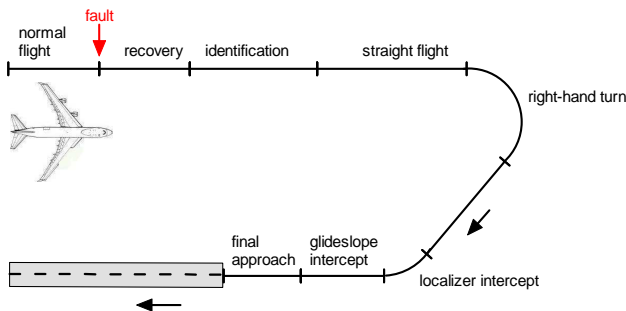 fault
normal
flight
recovery
identification
straight flight
right-hand turn
final
approach
glideslope
intercept
localizer intercept